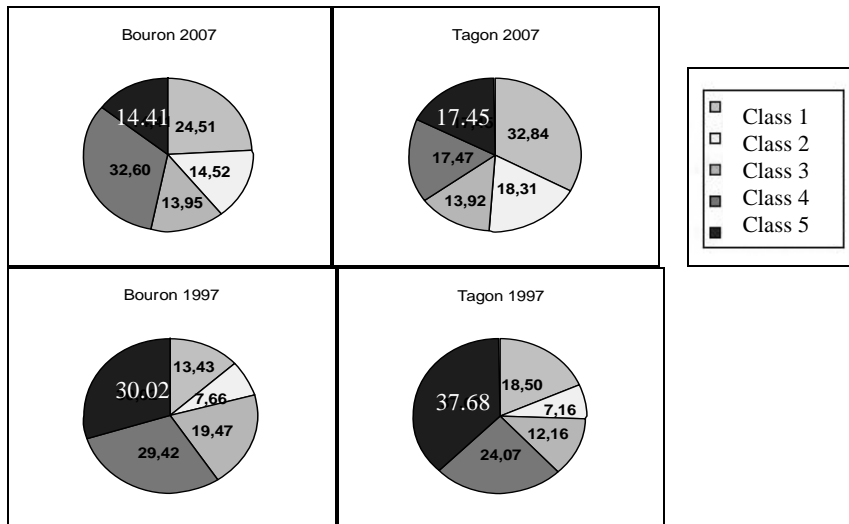 Bouron 2007
14.41
24,51
32,60
14,52
13,95
Tagon 2007
17.45
32,84
17,47
18,31
13,92
Class 1
Class 2
Class 3
Class 4
Class 5
Bouron 1997
13,43
30.02
7,66
19,47
29,42
Tagon 1997
18,50
37.68
7,16
12,16
24,07